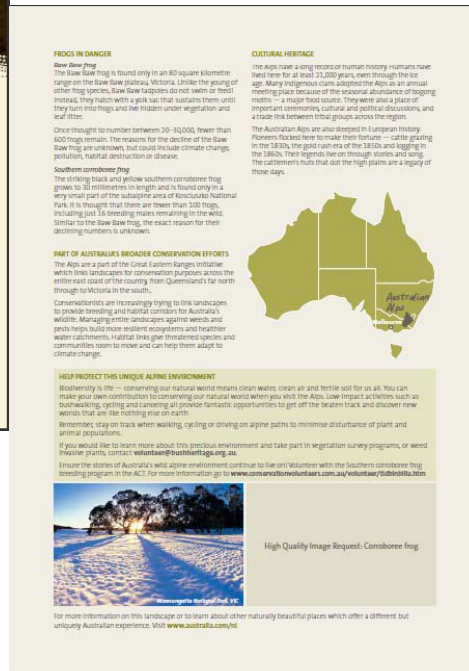 FROGS IN DANGER
Baw Baw frog
The Baw Baw frog is found only in an 80 square kilometre
range on the Baw Baw plateau, Victoria. Unlike the young of
other frog species, Baw Baw tadpoles do not swim or feed!
Instead, they hatch with a yolk sac that sustains them until
they turn into frogs and live hidden under vegetation and
leaf litter.
Once thought to number between 20-30,000, fewer than
600 frogs remain. The reasons for the decline of the Baw
Baw frog are unknown, but could include climate change,
pollution, habitat destruction or disease.
Southern corroboree frog
The striking black and yellow southern corroboree frog
grows to 30 millimetres in length and is found only in a
very small part of the subalpine area of Kosciuszko National
Park. It is thought that there are fewer than 100 frogs,
including just 16 breeding males remaining in the wild.
Similar to the Baw Baw frog, the exact reason for their
declining numbers is unknown.
PART OF AUSTRALIA'S BROADER CONSERVATION EFFORTS
The Alps are a part of the Great Eastern Ranges Initiative
which links landscapes for conservation purposes across the
entire east coast of the country, from Queensland's far north
through to Victoria in the south.
Conservationists are increasingly trying to link landscapes
to provide breeding and habitat corridors for Australia's
wildlife. Managing entire landscapes against weeds and
pests helps build more resilient ecosystems and healthier
water catchments. Habitat links give threatened species and
communities room to move and can help them adapt to
climate change.
CULTURAL HERITAGE
The Alps have a long record of human history. Humans have
lived here for at least 21,000 years, even through the ice
age. Many Indigenous clans adopted the Alps as an annual
meeting place because of the seasonal abundance of bogong
moths — a major food source. They were also a place of
important ceremonies, cultural and political discussions, and
a trade link between tribal groups across the region.
The Australian Alps are also steeped in European history.
Pioneers flocked here to make their fortune — cattle grazing
in the 1830s, the gold rush era of the 1850s and logging in
the 1860s. Their legends live on through stories and song.
The cattlemen's huts that dot the high plains are a legacy of
those days.
Australian
Alps
Melbourne
HELP PROTECT THIS UNIQUE ALPINE ENVIRONMENT
Biodiversity is life — conserving our natural world means clean water, clean air and fertile soil for us all. You can
make your own contribution to conserving our natural world when you visit the Alps. Low-impact activities such as
bushwalking, cycling and canoeing all provide fantastic opportunities to get off the beaten track and discover new
worlds that are like nothing else on earth
Remember, stay on track when walking, cycling or driving on alpine paths to minimise disturbance of plant and
animal populations.
If you would like to learn more about this precious environment and take part in vegetation survey programs, or weed
invasive plants, contact volunteer@bushheritage.org.au.
Ensure the stories of Australia's wild alpine environment continue to live on! Volunteer with the Southern corroboree frog
breeding program in the ACT. For more information go to www.conservationvolunteers.com.au/volunteer/tidbinbilla.htm
Wonnangatta National Park, VIC
High Quality Image Request: Corroboree frog
For more information on this landscape or to learn about other naturally beautiful places which offer a different but
uniquely Australian experience. Visit www.australia.com/nl